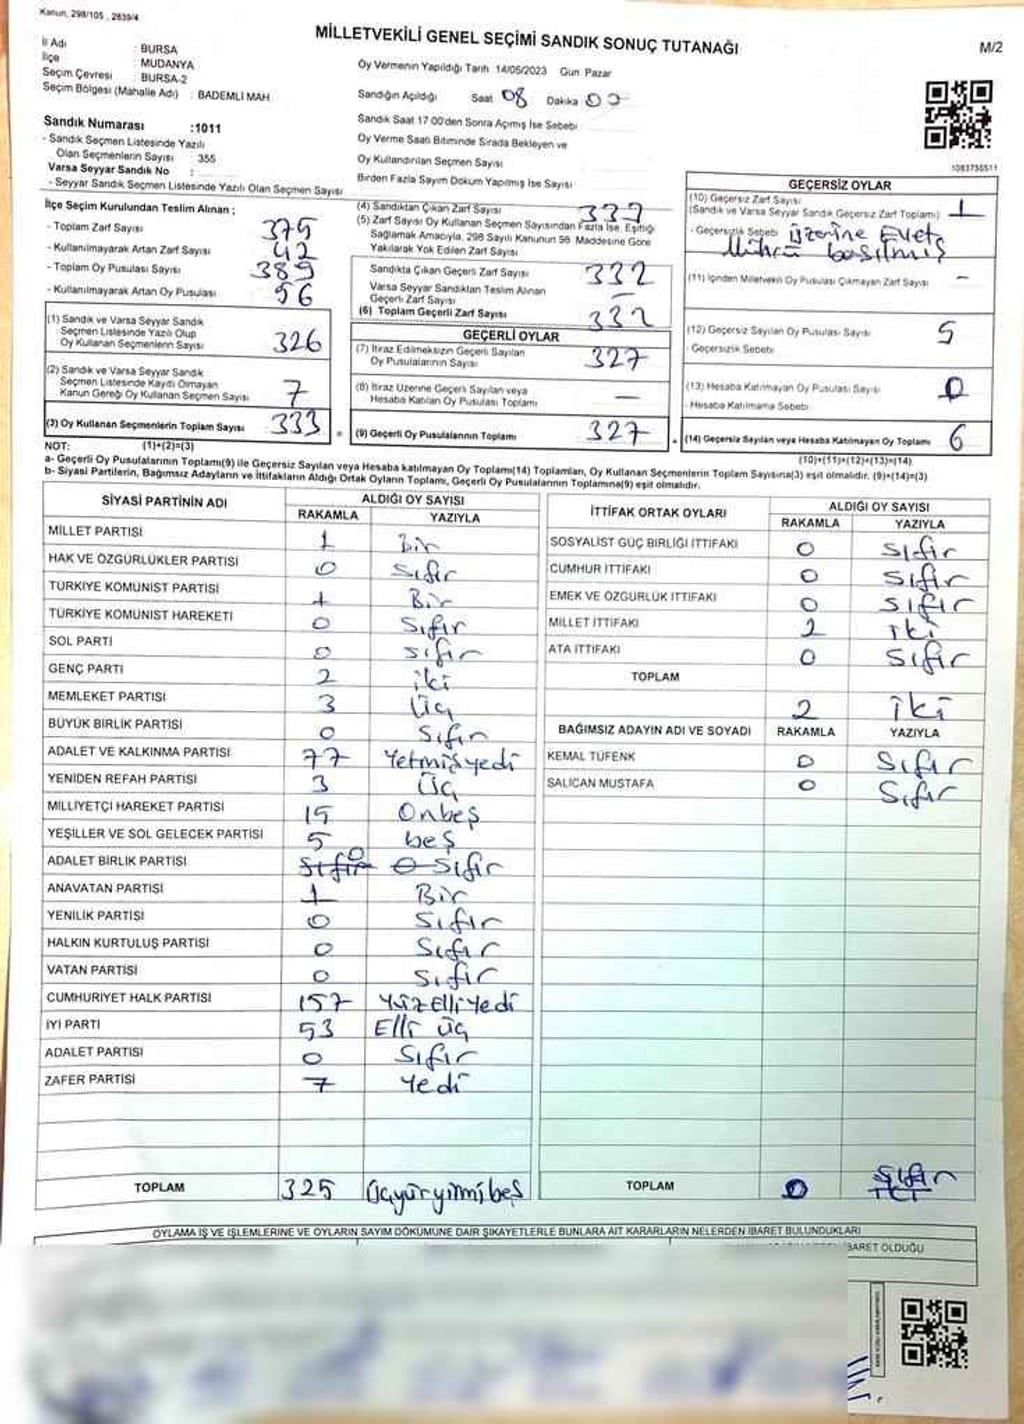 Kanun, 298/105 , 2839/4
MİLLETVEKİLİ GENEL SEÇİMİ SANDIK SONUÇ TUTANAĞI
M/2
İl Adı : BURSA
İlçe : MUDANYA
Seçim Çevresi : BURSA-2
Seçim Bölgesi (Mahalle Adı) : BADEMLİ MAH.
Sandık Numarası :1011
- Sandık Seçmen Listesinde Yazılı
Olan Seçmenlerin Sayısı : 355
Varsa Seyyar Sandık No :
- Seyyar Sandık Seçmen Listesinde Yazılı Olan Seçmen Sayısı
Oy Vermenin Yapıldığı Tarih :14/05/2023 Gün: Pazar
Sandığın Açıldığı Saat 08 Dakika 00
Sandık Saat 17:00'den Sonra Açmış İse Sebebi
Oy Verme Saati Bitiminde Sırada Bekleyen ve
Oy Kullandırılan Seçmen Sayısı
Birden Fazla Sayım Döküm Yapılmış İse Sayısı
1083755511
İlçe Seçim Kurulundan Teslim Alınan ;
- Toplam Zarf Sayısı 375
- Kullanılmayarak Artan Zarf Sayısı 42
- Toplam Oy Pusulası Sayısı 389
- Kullanılmayarak Artan Oy Pusulası 56
(1) Sandık ve Varsa Seyyar Sandık
Seçmen Listesinde Yazılı Olup
Oy Kullanan Seçmenlerin Sayısı 326
(2) Sandık ve Varsa Seyyar Sandık
Seçmen Listesinde Kaydı Olmayan
Kanun Gereği Oy Kullanan Seçmen Sayısı 7
(3) Oy Kullanan Seçmenlerin Toplam Sayısı 333
(4) Sandıktan Çıkan Zarf Sayısı 333
(5) Zarf Sayısı Oy Kullanan Seçmen Sayısından Fazla İse, Eşitliği
Sağlamak Amacıyla, 298 Sayılı Kanunun 98. Maddesine Göre
Yakılarak Yok Edilen Zarf Sayısı
Sandıkta Çıkan Geçerli Zarf Sayısı 332
Varsa Seyyar Sandıktan Teslim Alınan
Geçerli Zarf Sayısı –
(6) Toplam Geçerli Zarf Sayısı 332
GEÇERLİ OYLAR
(7) İtiraz Edilmeksizin Geçerli Sayılan
Oy Pusulalarının Sayısı 327
(8) İtiraz Üzerine Geçerli Sayılan veya
Hesaba Katılan Oy Pusulası Toplamı —
(9) Geçerli Oy Pusulalarının Toplamı 327
GEÇERSİZ OYLAR
(10) Geçersiz Zarf Sayısı
(Sandık ve Varsa Seyyar Sandık Geçersiz Zarf Toplamı) 1
- Geçersizlik Sebebi üzerine Evet
Mührü basılmış
(11) İçinden Milletvekili Oy Pusulası Çıkmayan Zarf Sayısı –
(12) Geçersiz Sayılan Oy Pusulası Sayısı 5
- Geçersizlik Sebebi
(13) Hesaba Katılmayan Oy Pusulası Sayısı 0
- Hesaba Katılmama Sebebi
(14) Geçersiz Sayılan veya Hesaba Katılmayan Oy Toplamı 6
NOT: (1)+(2)=(3) (10)+(11)+(12)+(13)=(14)
a- Geçerli Oy Pusulalarının Toplamı(9) ile Geçersiz Sayılan veya Hesaba katılmayan Oy Toplamı(14) Toplamları, Oy Kullanan Seçmenlerin Toplam Sayısına(3) eşit olmalıdır. (9)+(14)=(3)
b- Siyasi Partilerin, Bağımsız Adayların ve İttifakların Aldığı Ortak Oyların Toplamı, Geçerli Oy Pusulalarının Toplamına(9) eşit olmalıdır.
SİYASİ PARTİNİN ADI ALDIĞI OY SAYISI
RAKAMLA YAZIYLA
MİLLET PARTİSİ 1 Bir
HAK VE ÖZGÜRLÜKLER PARTİSİ 0 Sıfır
TÜRKİYE KOMÜNİST PARTİSİ 1 Bir
TÜRKİYE KOMÜNİST HAREKETİ 0 Sıfır
SOL PARTİ 0 sıfır
GENÇ PARTİ 2 iki
MEMLEKET PARTİSİ 3 Üç
BÜYÜK BİRLİK PARTİSİ 0 Sıfır
ADALET VE KALKINMA PARTİSİ 77 Yetmişyedi
YENİDEN REFAH PARTİSİ 3 Üç
MİLLİYETÇİ HAREKET PARTİSİ 15 Onbeş
YEŞİLLER VE SOL GELECEK PARTİSİ 5 beş
ADALET BİRLİK PARTİSİ Sıfır 0 0 Sıfır
ANAVATAN PARTİSİ 1 Bir
YENİLİK PARTİSİ 0 Sıfır
HALKIN KURTULUŞ PARTİSİ 0 Sıfır
VATAN PARTİSİ 0 Sıfır
CUMHURİYET HALK PARTİSİ 157 YüzElliYedi
İYİ PARTİ 53 Elli üç
ADALET PARTİSİ 0 Sıfır
ZAFER PARTİSİ 7 Yedi
TOPLAM 325 Üçyüzyirmibeş
İTTİFAK ORTAK OYLARI ALDIĞI OY SAYISI
RAKAMLA YAZIYLA
SOSYALİST GÜÇ BİRLİĞİ İTTİFAKI 0 Sıfır
CUMHUR İTTİFAKI 0 Sıfır
EMEK VE ÖZGÜRLÜK İTTİFAKI 0 Sıfır
MİLLET İTTİFAKI 2 iki
ATA İTTİFAKI 0 Sıfır
TOPLAM
2 iki
BAĞIMSIZ ADAYIN ADI VE SOYADI RAKAMLA YAZIYLA
KEMAL TÜFENK 0 Sıfır
SALİCAN MUSTAFA 0 Sıfır
TOPLAM 0 Sıfır
OYLAMA İŞ VE İŞLEMLERİNE VE OYLARIN SAYIM DÖKÜMÜNE DAİR ŞİKAYETLERLE BUNLARA AİT KARARLARIN NELERDEN İBARET BULUNDUKLARI
İBARET OLDUĞU